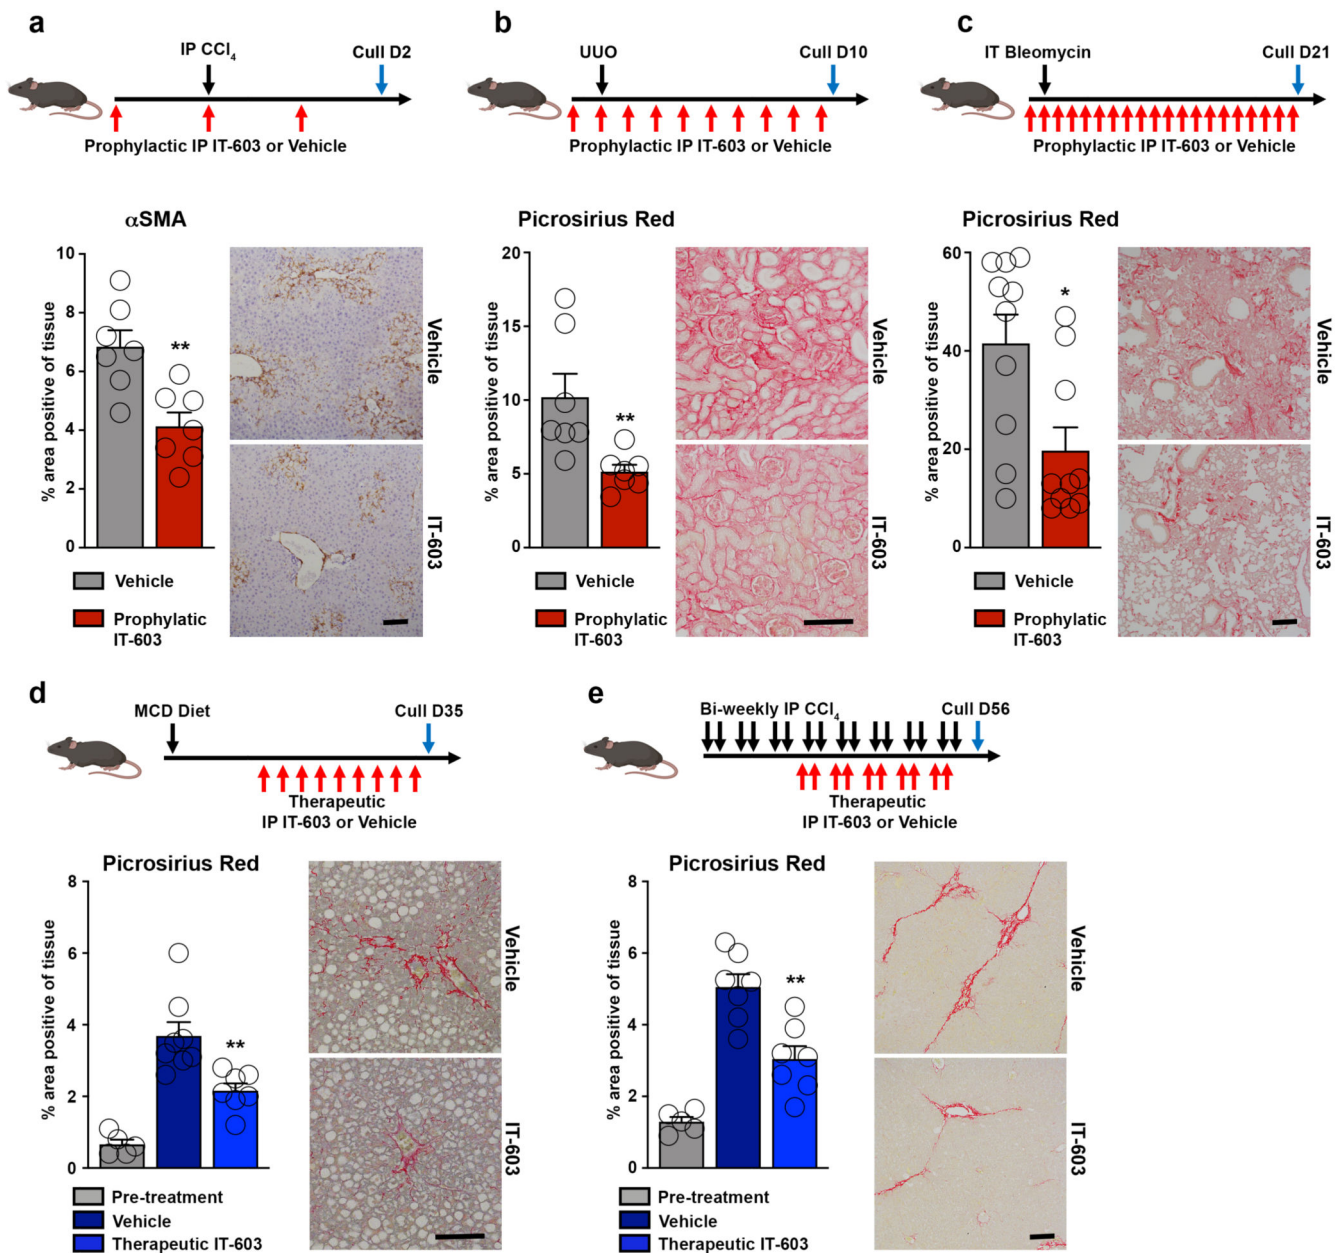 a
IP CCl4
Cull D2
Prophylactic IP IT-603 or Vehicle
αSMA
% area positive of tissue
10
8
6
4
2
0
**
Vehicle
IT-603
Vehicle
Prophylatic
IT-603
b
UUO
Cull D10
Prophylactic IP IT-603 or Vehicle
Picrosirius Red
% area positive of tissue
20
15
10
5
0
**
Vehicle
IT-603
Vehicle
Prophylatic
IT-603
c
IT Bleomycin
Cull D21
Prophylactic IP IT-603 or Vehicle
Picrosirius Red
% area positive of tissue
60
40
20
0
*
Vehicle
IT-603
Vehicle
Prophylatic
IT-603
d
MCD Diet
Cull D35
Therapeutic
IP IT-603 or Vehicle
Picrosirius Red
% area positive of tissue
8
6
4
2
0
**
Vehicle
IT-603
Pre-treatment
Vehicle
Therapeutic IT-603
e
Bi-weekly IP CCl4
Cull D56
Therapeutic
IP IT-603 or Vehicle
Picrosirius Red
% area positive of tissue
8
6
4
2
0
**
Vehicle
IT-603
Pre-treatment
Vehicle
Therapeutic IT-603